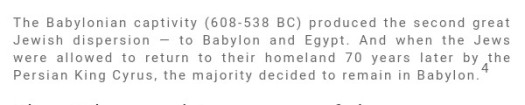 The Babylonian captivity (608-538 BC) produced the second great
Jewish dispersion — to Babylon and Egypt. And when the Jews
were allowed to return to their homeland 70 years later by the
Persian King Cyrus, the majority decided to remain in Babylon.4